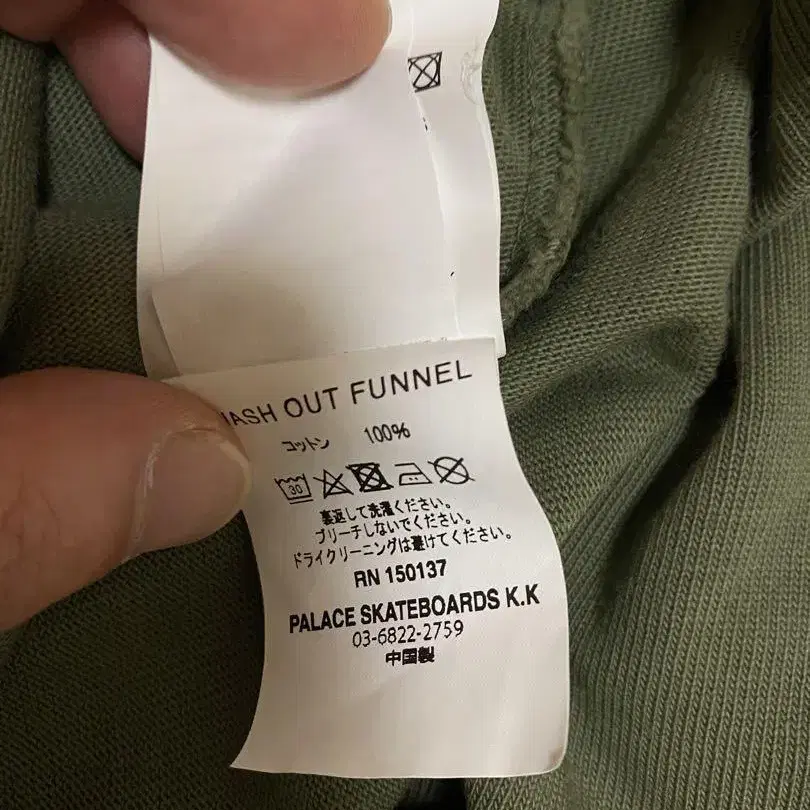 OUT FUNNEL
コットン 100%
30
裏返して洗濯ください。
ブリーチしないでください。
ドライクリーニングは避けてください。
RN 150137
PALACE SKATEBOARDS K.K
03-6822-2759
中国製